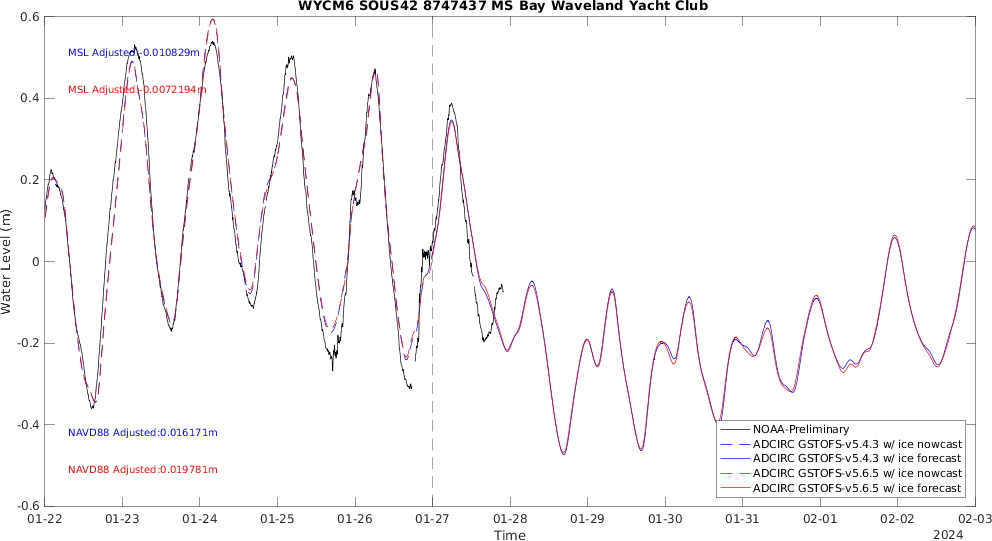 WYCM6 SOUS42 8747437 MS Bay Waveland Yacht Club
0.6
0.4
0.2
0
-0.2
-0.4
-0.6
Water Level (m)
MSL Adjusted:-0.010829m
MSL Adjusted:-0.0072194m
NAVD88 Adjusted:0.016171m
NAVD88 Adjusted:0.019781m
NOAA-Preliminary
ADCIRC GSTOFS-v5.4.3 w/ ice nowcast
ADCIRC GSTOFS-v5.4.3 w/ ice forecast
ADCIRC GSTOFS-v5.6.5 w/ ice nowcast
ADCIRC GSTOFS-v5.6.5 w/ ice forecast
01-22 01-23 01-24 01-25 01-26 01-27 01-28 01-29 01-30 01-31 02-01 02-02 02-03
Time
2024